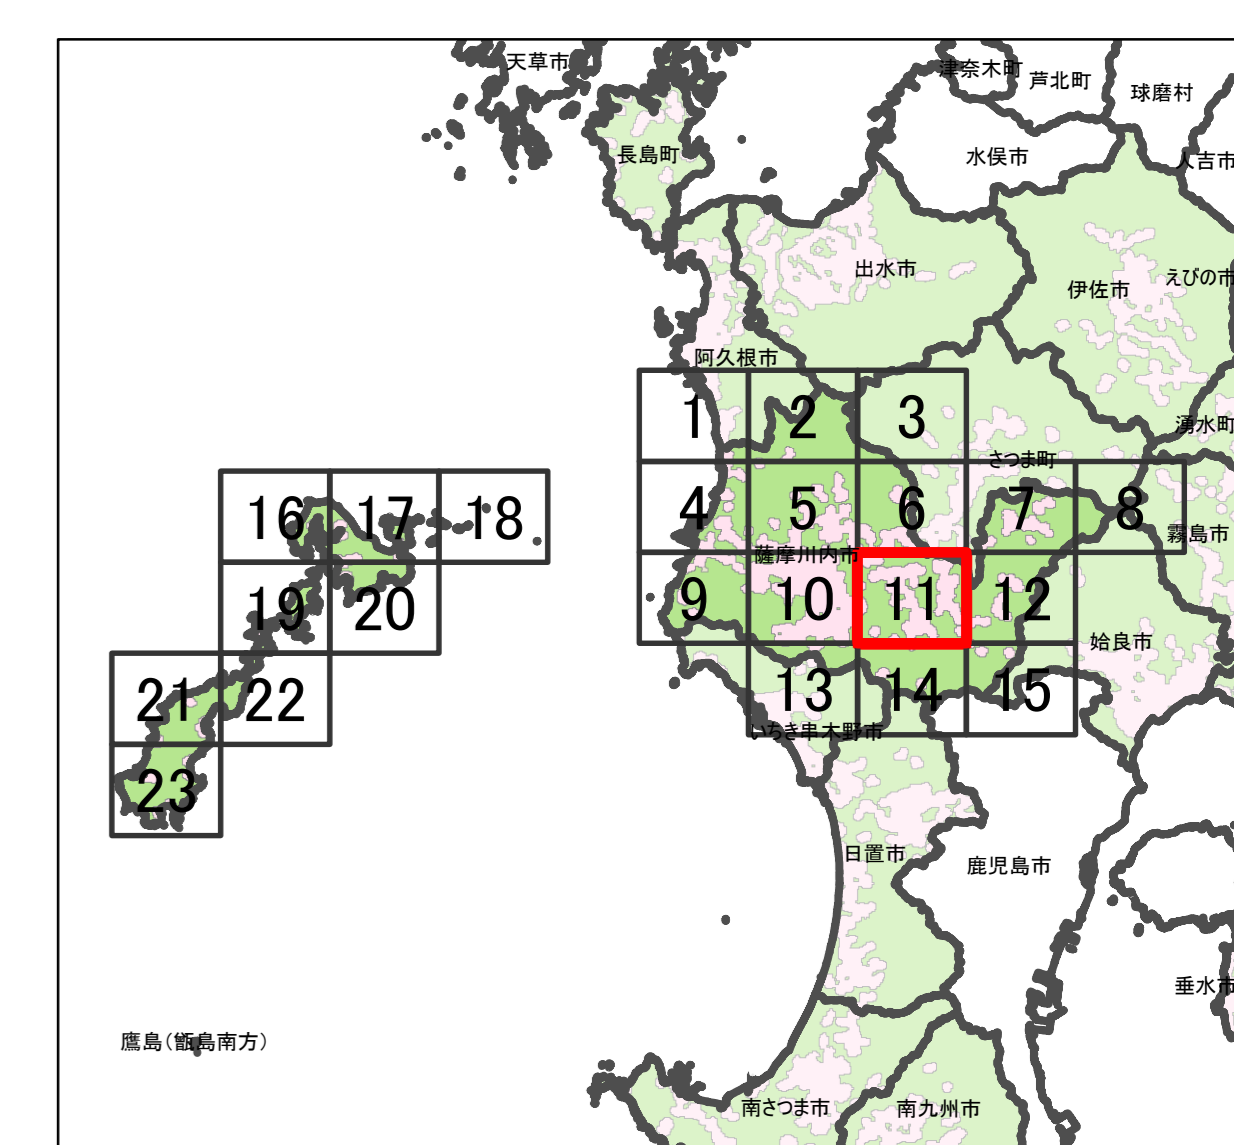 天草市
津奈木町
芦北町
球磨村
長島町
水俣市
人吉市
出水市
伊佐市
えびの市
阿久根市
1
2
3
湧水町
さつま町
4
5
6
7
8
16
17
18
霧島市
薩摩川内市
9
10
11
12
19
20
姶良市
13
14
15
21
22
いちき串木野市
23
日置市
鹿児島市
垂水市
鷹島(甑島南方)
南さつま市
南九州市